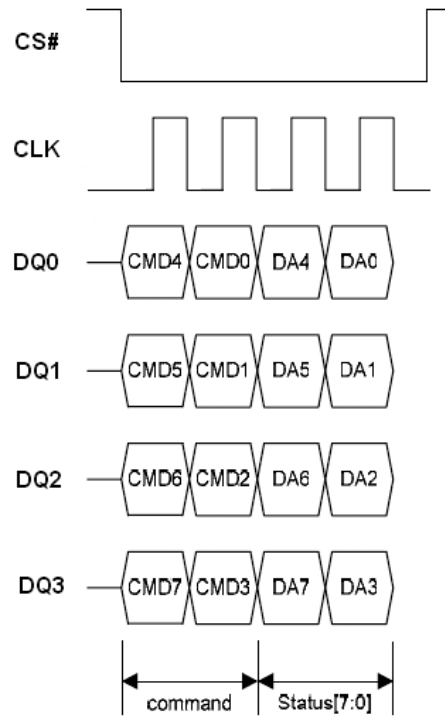 CS#
CLK
DQ0 CMD4 CMD0 DA4 DA0
DQ1 CMD5 CMD1 DA5 DA1
DQ2 CMD6 CMD2 DA6 DA2
DQ3 CMD7 CMD3 DA7 DA3
command Status[7:0]